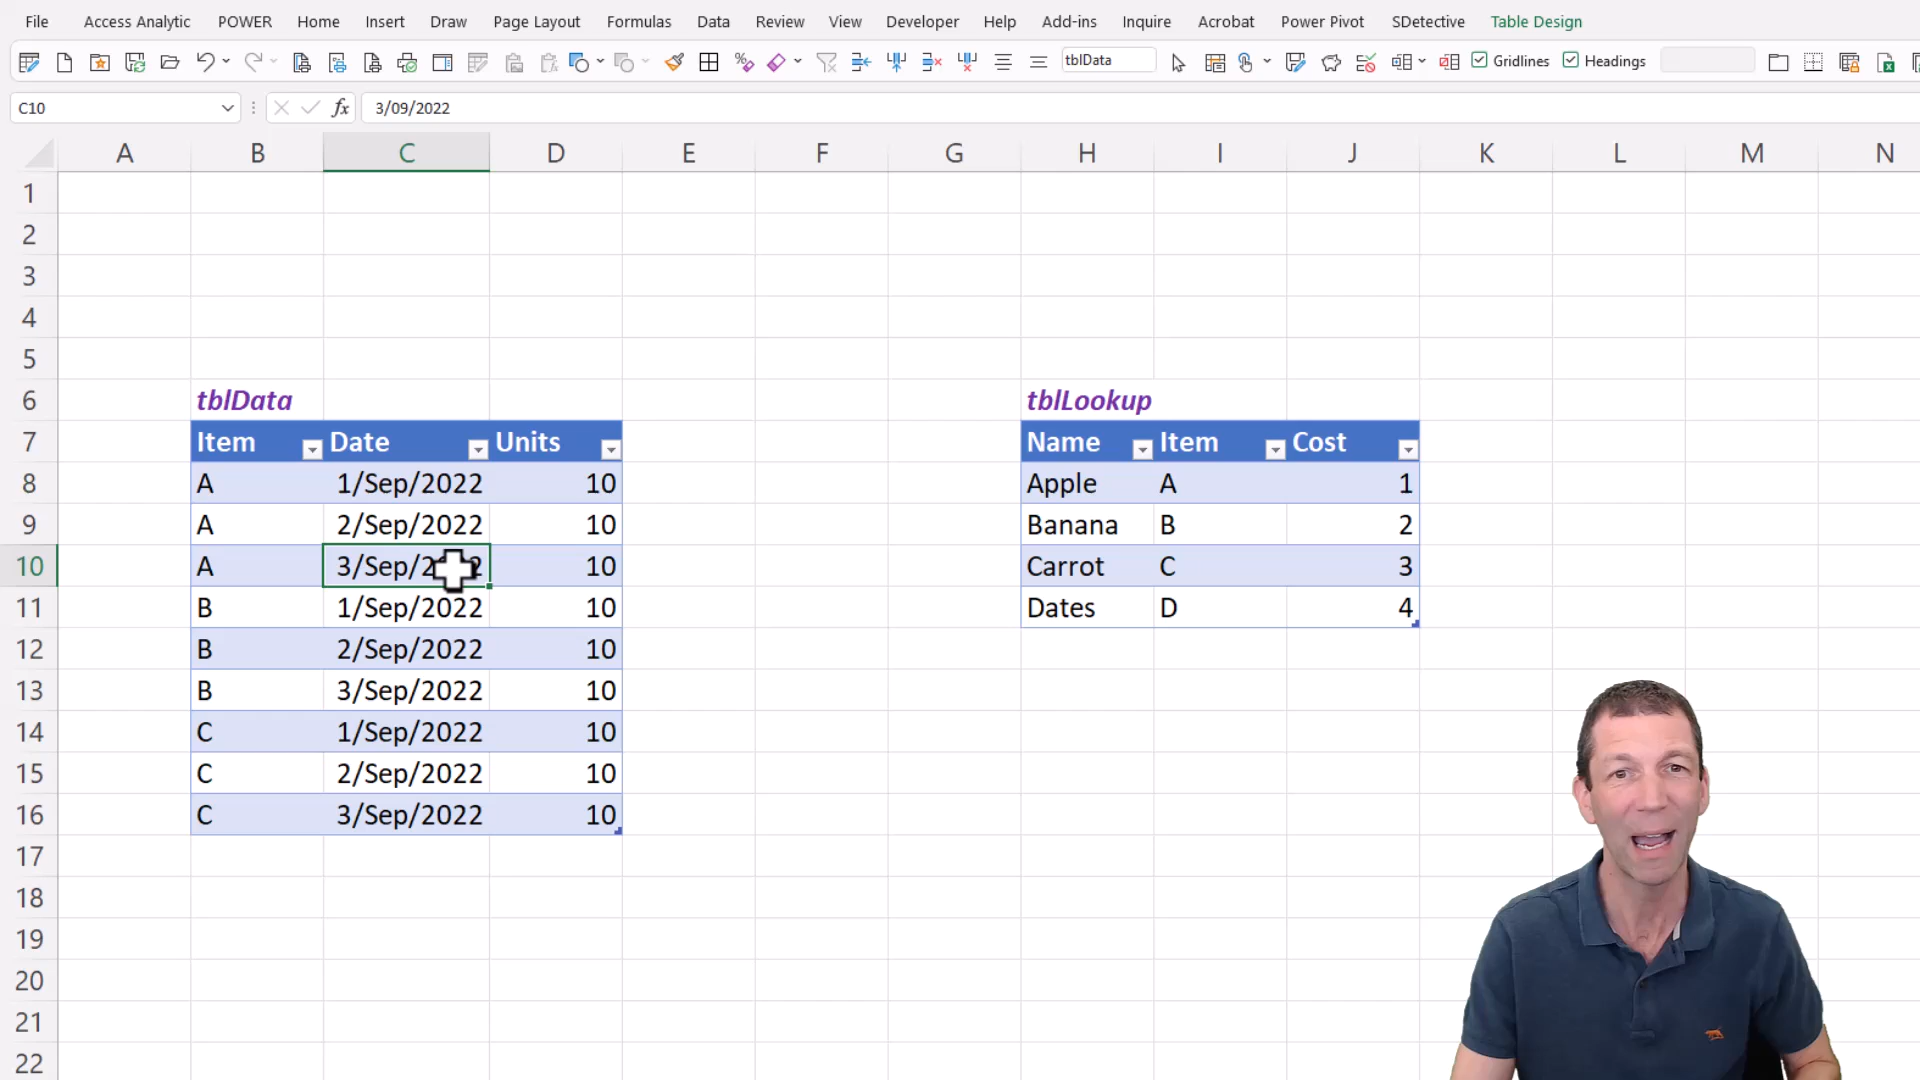 File Access Analytic POWER Home Insert Draw Page Layout Formulas Data Review View Developer Help Add-ins Inquire Acrobat Power Pivot SDetective Table Design
tblData Gridlines Headings
C10 fx 3/09/2022
A B C D E F G H I J K L M N
1
2
3
4
5
6 tblData tblLookup
7 Item Date Units Name Item Cost
8 A 1/Sep/2022 10 Apple A 1
9 A 2/Sep/2022 10 Banana B 2
10 A 3/Sep/2022 10 Carrot C 3
11 B 1/Sep/2022 10 Dates D 4
12 B 2/Sep/2022 10
13 B 3/Sep/2022 10
14 C 1/Sep/2022 10
15 C 2/Sep/2022 10
16 C 3/Sep/2022 10
17
18
19
20
21
22